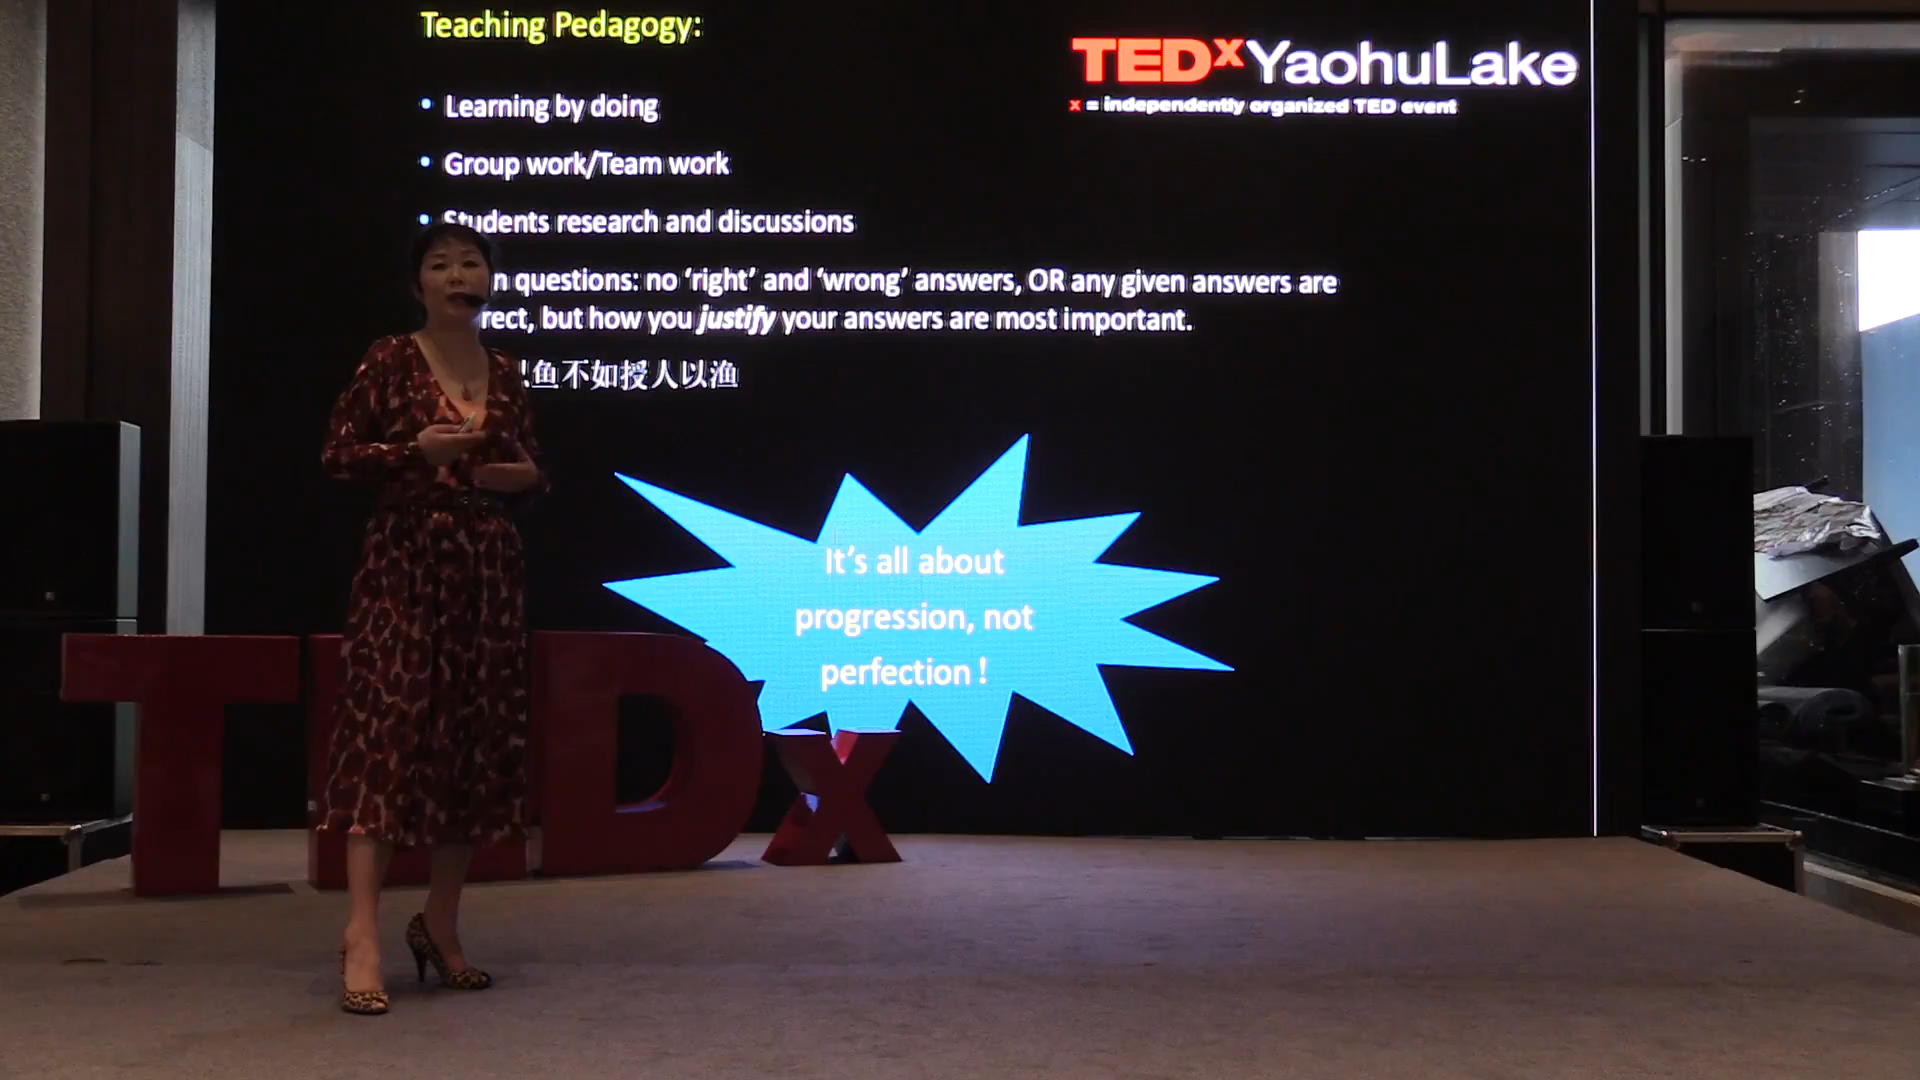 Teaching Pedagogy:
TEDxYaohuLake
x = independently organized TED event
• Learning by doing
• Group work/Team work
• Students research and discussions
questions: no ‘right’ and ‘wrong’ answers, OR any given answers are
but how you justify your answers are most important.
鱼不如授人以渔
It’s all about
progression, not
perfection !
TEDx